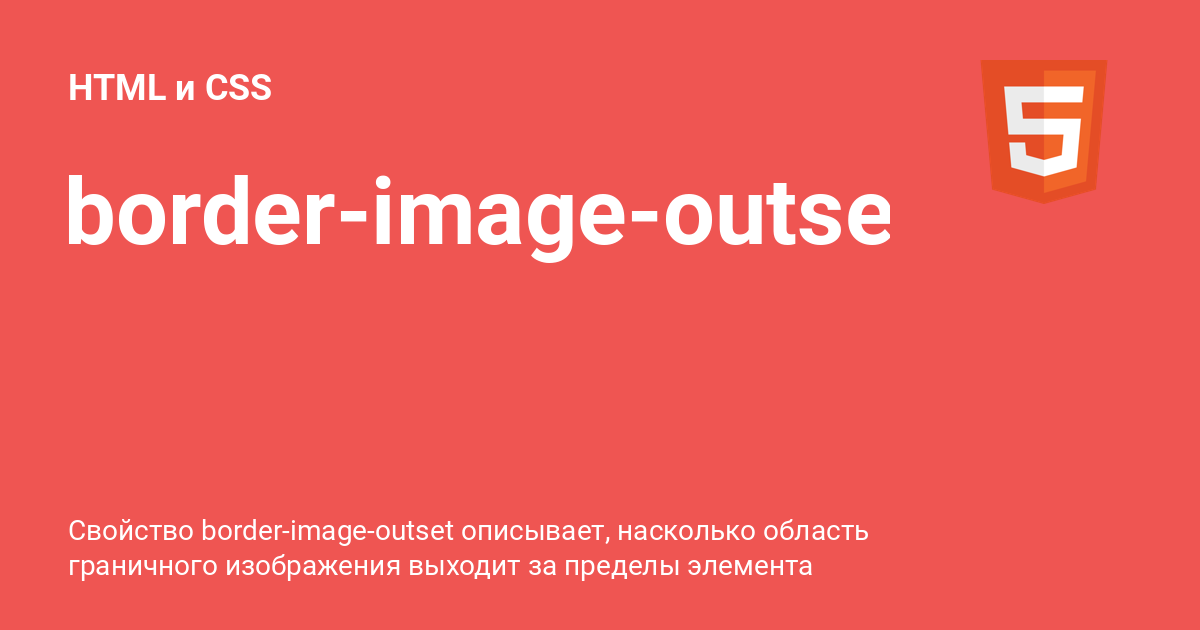 HTML и CSS
border-image-outse
Свойство border-image-outset описывает, насколько область
граничного изображения выходит за пределы элемента